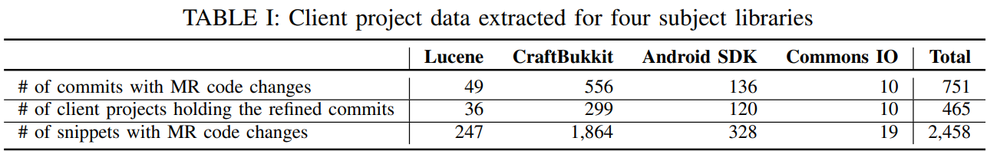 TABLE I: Client project data extracted for four subject libraries
Lucene CraftBukkit Android SDK Commons IO Total
# of commits with MR code changes 49 556 136 10 751
# of client projects holding the refined commits 36 299 120 10 465
# of snippets with MR code changes 247 1,864 328 19 2,458